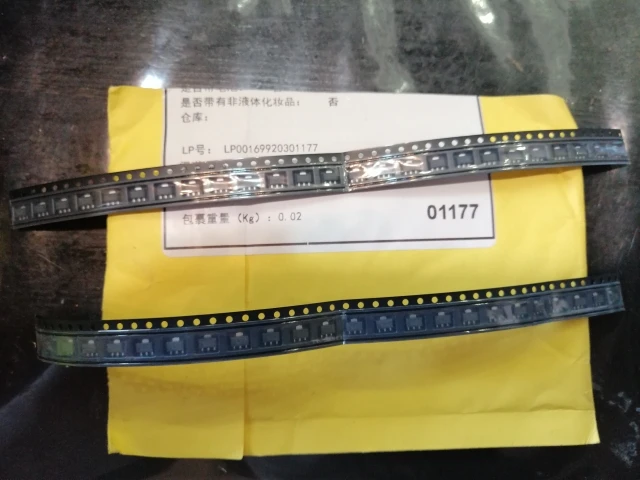 是否带有非液体化妆品： 否
仓库：
LP号： LP00169920301177
包裹重量（Kg）：0.02
01177